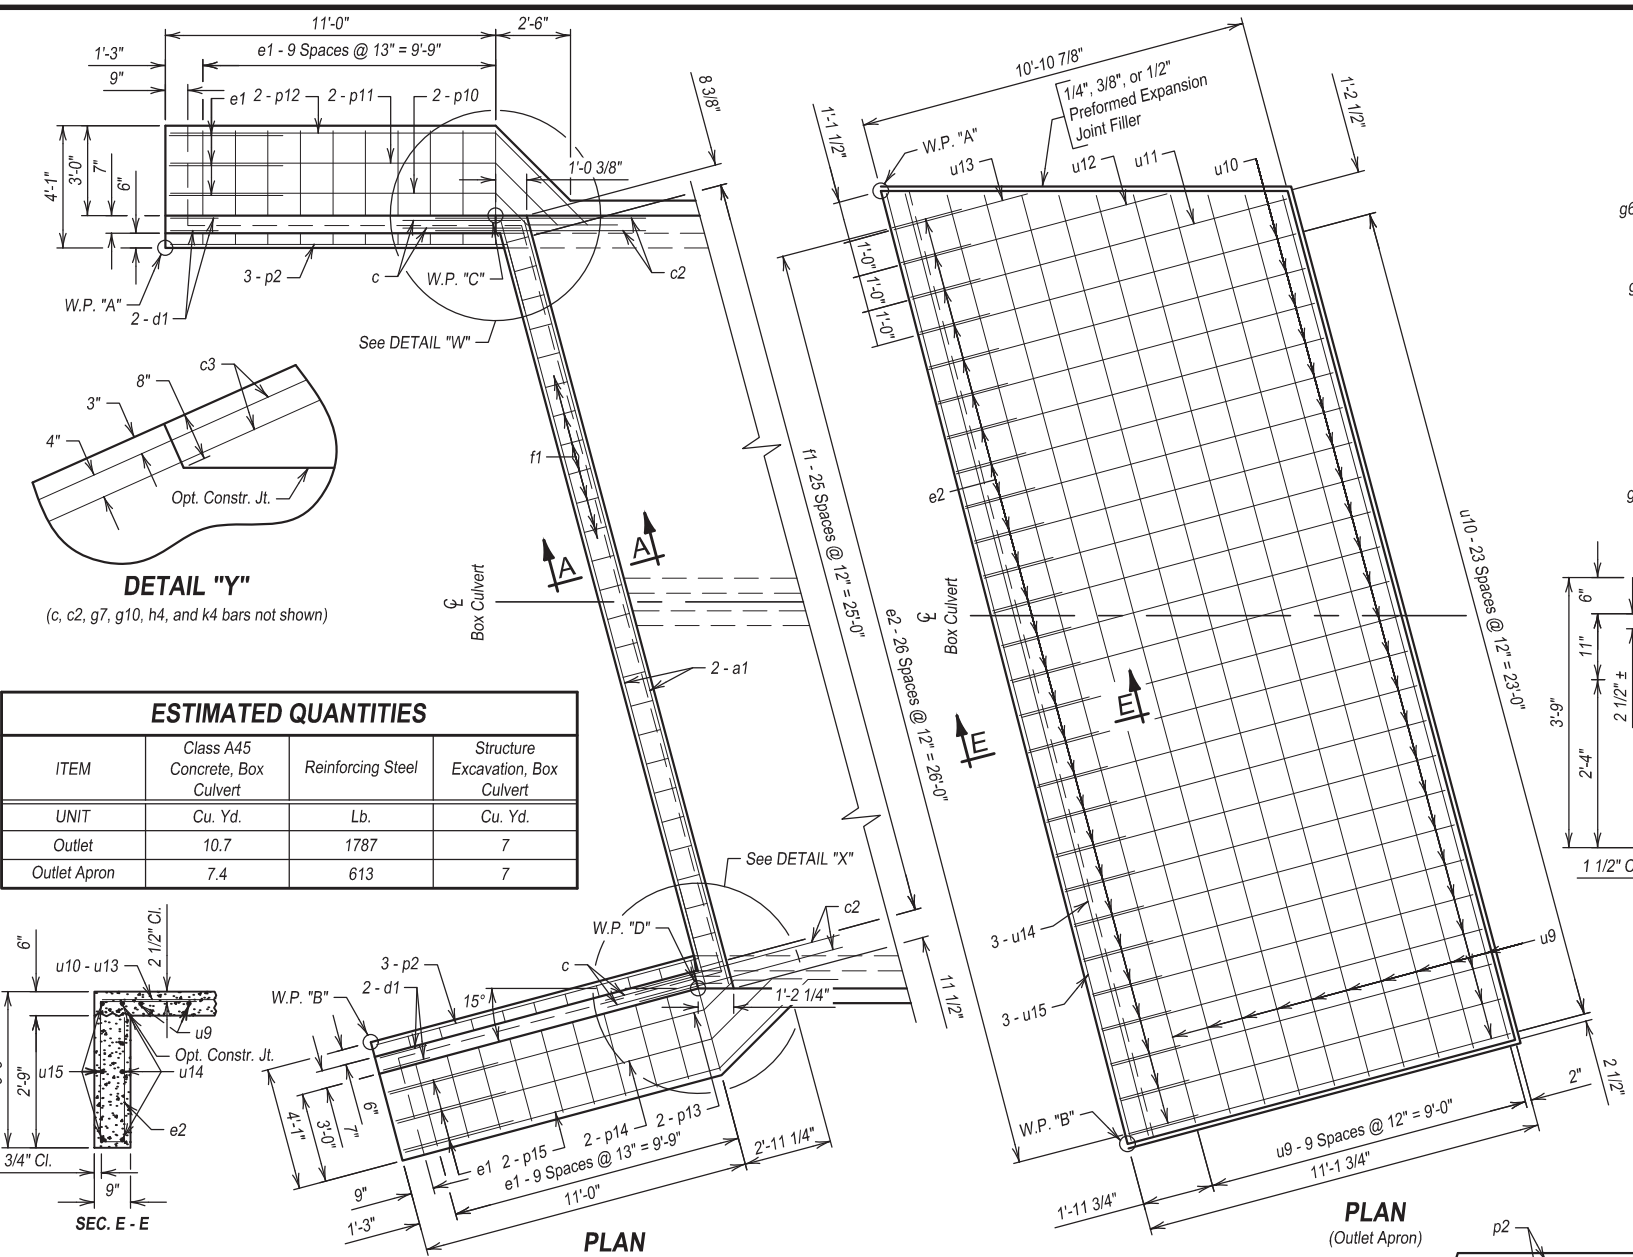 11'-0"
2'-6"
e1 - 9 Spaces @ 13" = 9'-9"
1'-3"
9"
e1
2 - p12
2 - p11
2 - p10
4'-1"
3'-0"
7"
6"
1'-0 3/8"
8 3/8"
W.P. "A"
2 - d1
3 - p2
c
W.P. "C"
c2
See DETAIL "W"
f1
A
A
℄
Box Culvert
2 - a1
f1 - 25 Spaces @ 12" = 25'-0"
c3
8"
3"
4"
Opt. Constr. Jt.
DETAIL "Y"
(c, c2, g7, g10, h4, and k4 bars not shown)
ESTIMATED QUANTITIES
ITEM
Class A45 Concrete, Box Culvert
Reinforcing Steel
Structure Excavation, Box Culvert
UNIT
Cu. Yd.
Lb.
Cu. Yd.
Outlet
10.7
1787
7
Outlet Apron
7.4
613
7
6"
2 1/2" Cl.
u10 - u13
u9
Opt. Constr. Jt.
u15
u14
2'-9"
e2
3/4" Cl.
9"
SEC. E - E
See DETAIL "X"
c2
W.P. "D"
c
3 - p2
2 - d1
W.P. "B"
15°
1'-2 1/4"
11 1/2"
4'-1"
3'-0"
7"
6"
9"
1'-3"
e1
2 - p15
2 - p14
2 - p13
e1 - 9 Spaces @ 13" = 9'-9"
11'-0"
2'-11 1/4"
PLAN
10'-10 7/8"
1/4", 3/8", or 1/2"
Preformed Expansion
Joint Filler
1'-1 1/2"
1'-2 1/2"
W.P. "A"
u13
u12
u11
u10
1'-0"
1'-0"
1'-0"
e2
℄
Box Culvert
e2 - 26 Spaces @ 12" = 26'-0"
u10 - 23 Spaces @ 12" = 23'-0"
E
E
3 - u14
3 - u15
u9
W.P. "B"
2"
2 1/2"
u9 - 9 Spaces @ 12" = 9'-0"
11'-1 3/4"
1'-11 3/4"
PLAN
(Outlet Apron)
g6
g
g
6"
11"
2 1/2" ±
3'-9"
2'-4"
1 1/2" C
p2